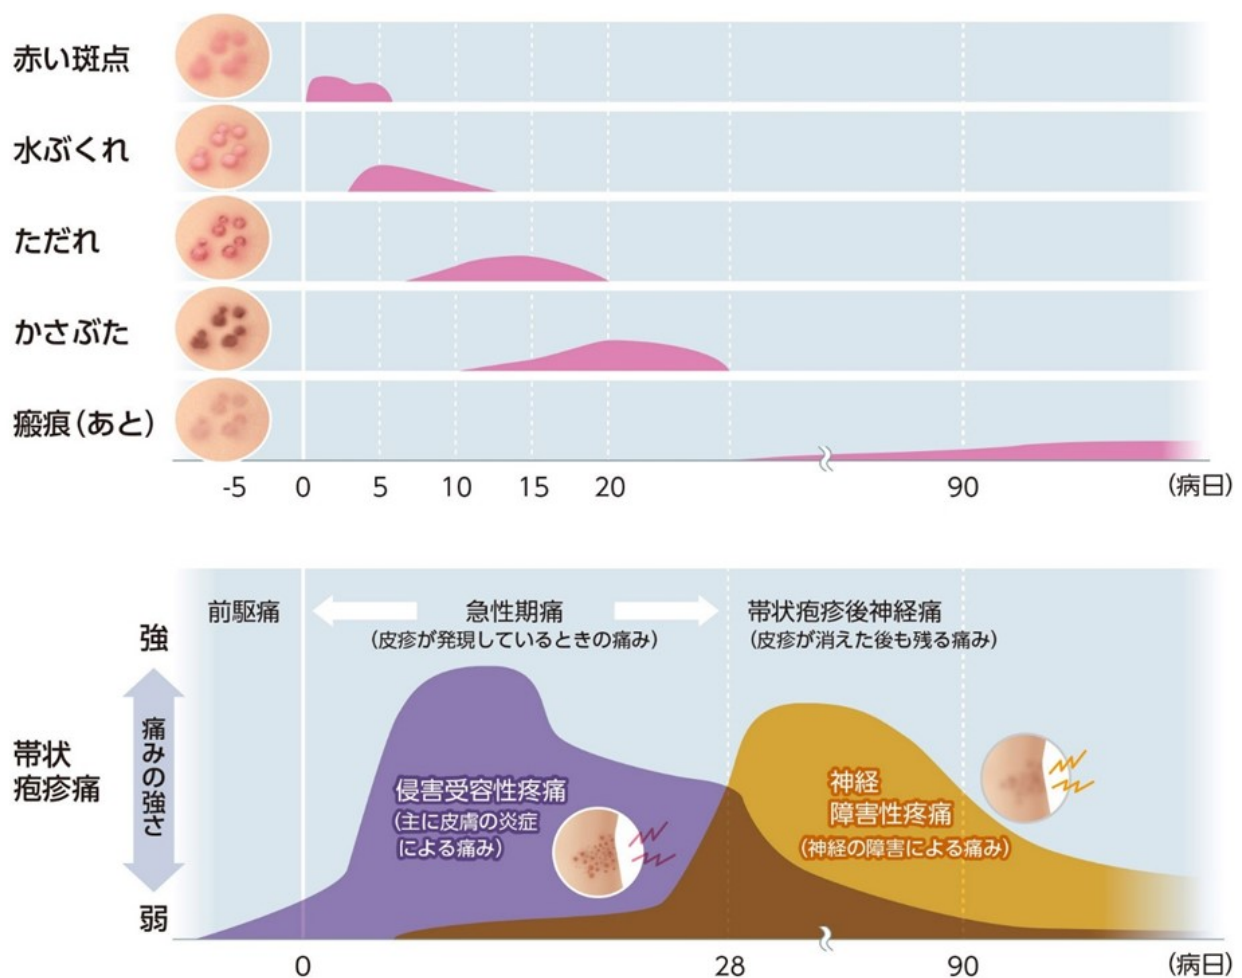 赤い斑点
水ぶくれ
ただれ
かさぶた
瘢痕(あと)
-5 0 5 10 15 20 90 (病日)
前駆痛
急性期痛
(皮疹が発現しているときの痛み)
帯状疱疹後神経痛
(皮疹が消えた後も残る痛み)
強
痛みの強さ
弱
帯状
疱疹痛
侵害受容性疼痛
(主に皮膚の炎症
による痛み)
神経
障害性疼痛
(神経の障害による痛み)
0 28 90 (病日)